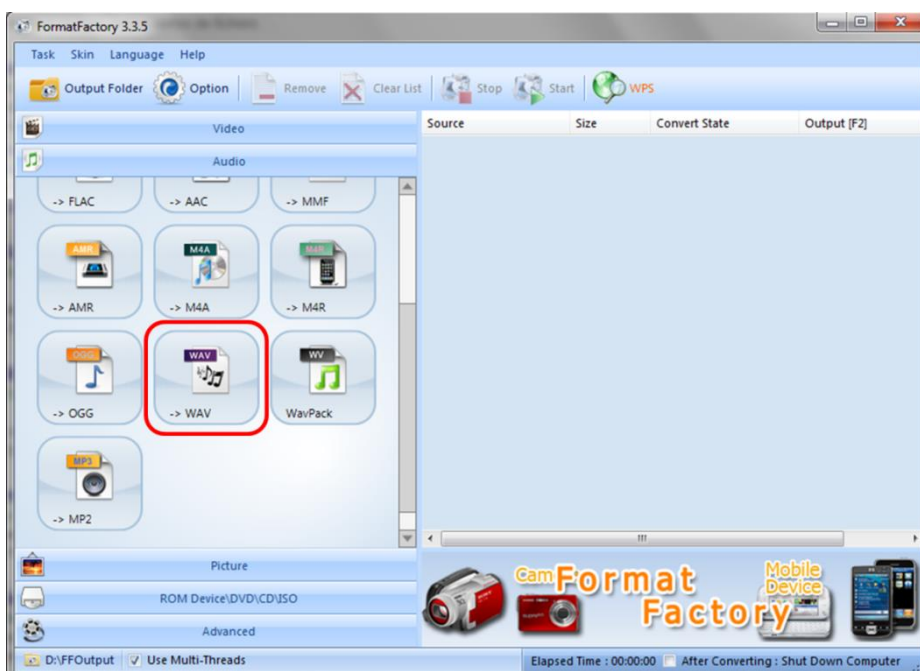 FormatFactory 3.3.5
Task Skin Language Help
Output Folder Option Remove Clear List Stop Start WPS
Video
Audio
Source Size Convert State Output [F2]
-> FLAC -> AAC -> MMF
AMR M4A M4R
-> AMR -> M4A -> M4R
OGG WAV WV
-> OGG -> WAV WavPack
MP3
-> MP2
Picture
ROM Device\DVD\CD\ISO
Advanced
Cam Format Factory Mobile Device
D:\FFOutput Use Multi-Threads
Elapsed Time : 00:00:00 After Converting : Shut Down Computer